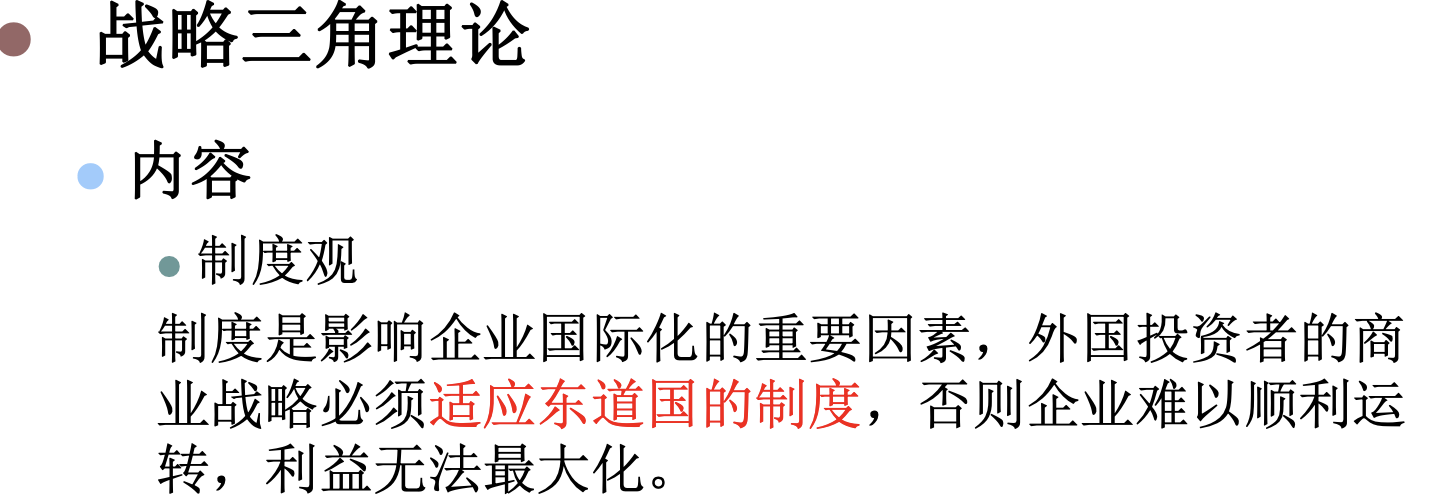 战略三角理论
内容
制度观
制度是影响企业国际化的重要因素，外国投资者的商
业战略必须适应东道国的制度，否则企业难以顺利运
转，利益无法最大化。